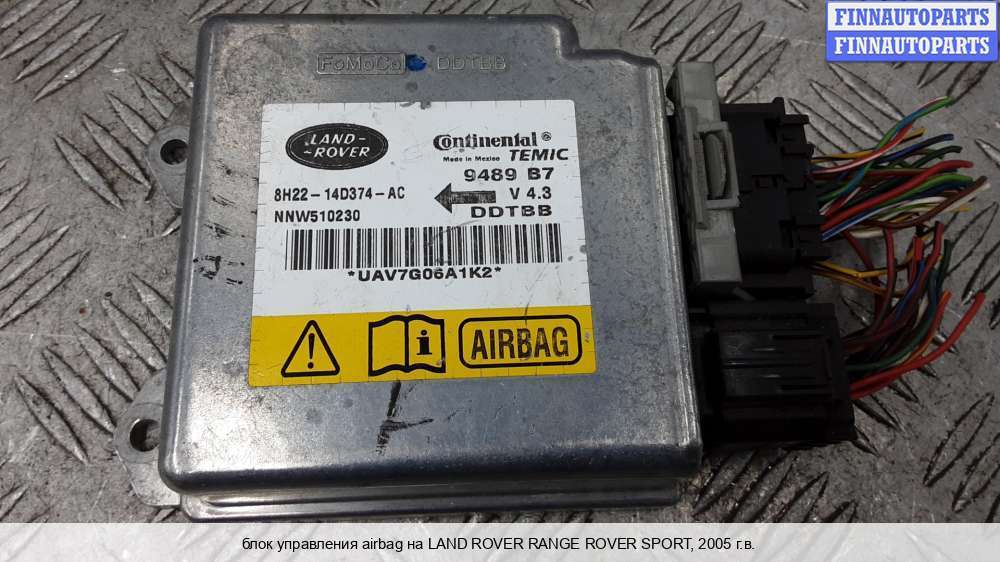 FINNAUTOPARTS
FINNAUTOPARTS
FoMoCo DDTBB
LAND-
-ROVER
Continental®
Made in Mexico TEMIC
9489 B7
8H22-14D374-AC
V 4.3
NNW510230
DDTBB
*UAV7G06A1K2*
AIRBAG
блок управления airbag на LAND ROVER RANGE ROVER SPORT, 2005 г.в.